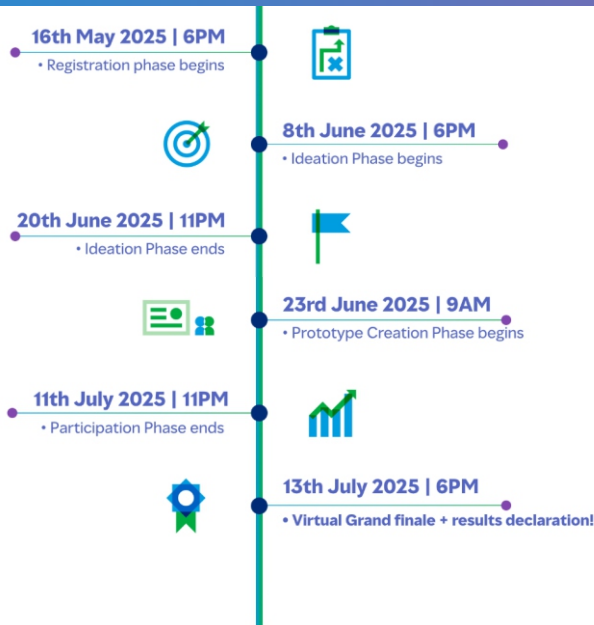 16th May 2025 | 6PM
• Registration phase begins
8th June 2025 | 6PM
• Ideation Phase begins
20th June 2025 | 11PM
• Ideation Phase ends
23rd June 2025 | 9AM
• Prototype Creation Phase begins
11th July 2025 | 11PM
• Participation Phase ends
13th July 2025 | 6PM
• Virtual Grand finale + results declaration!